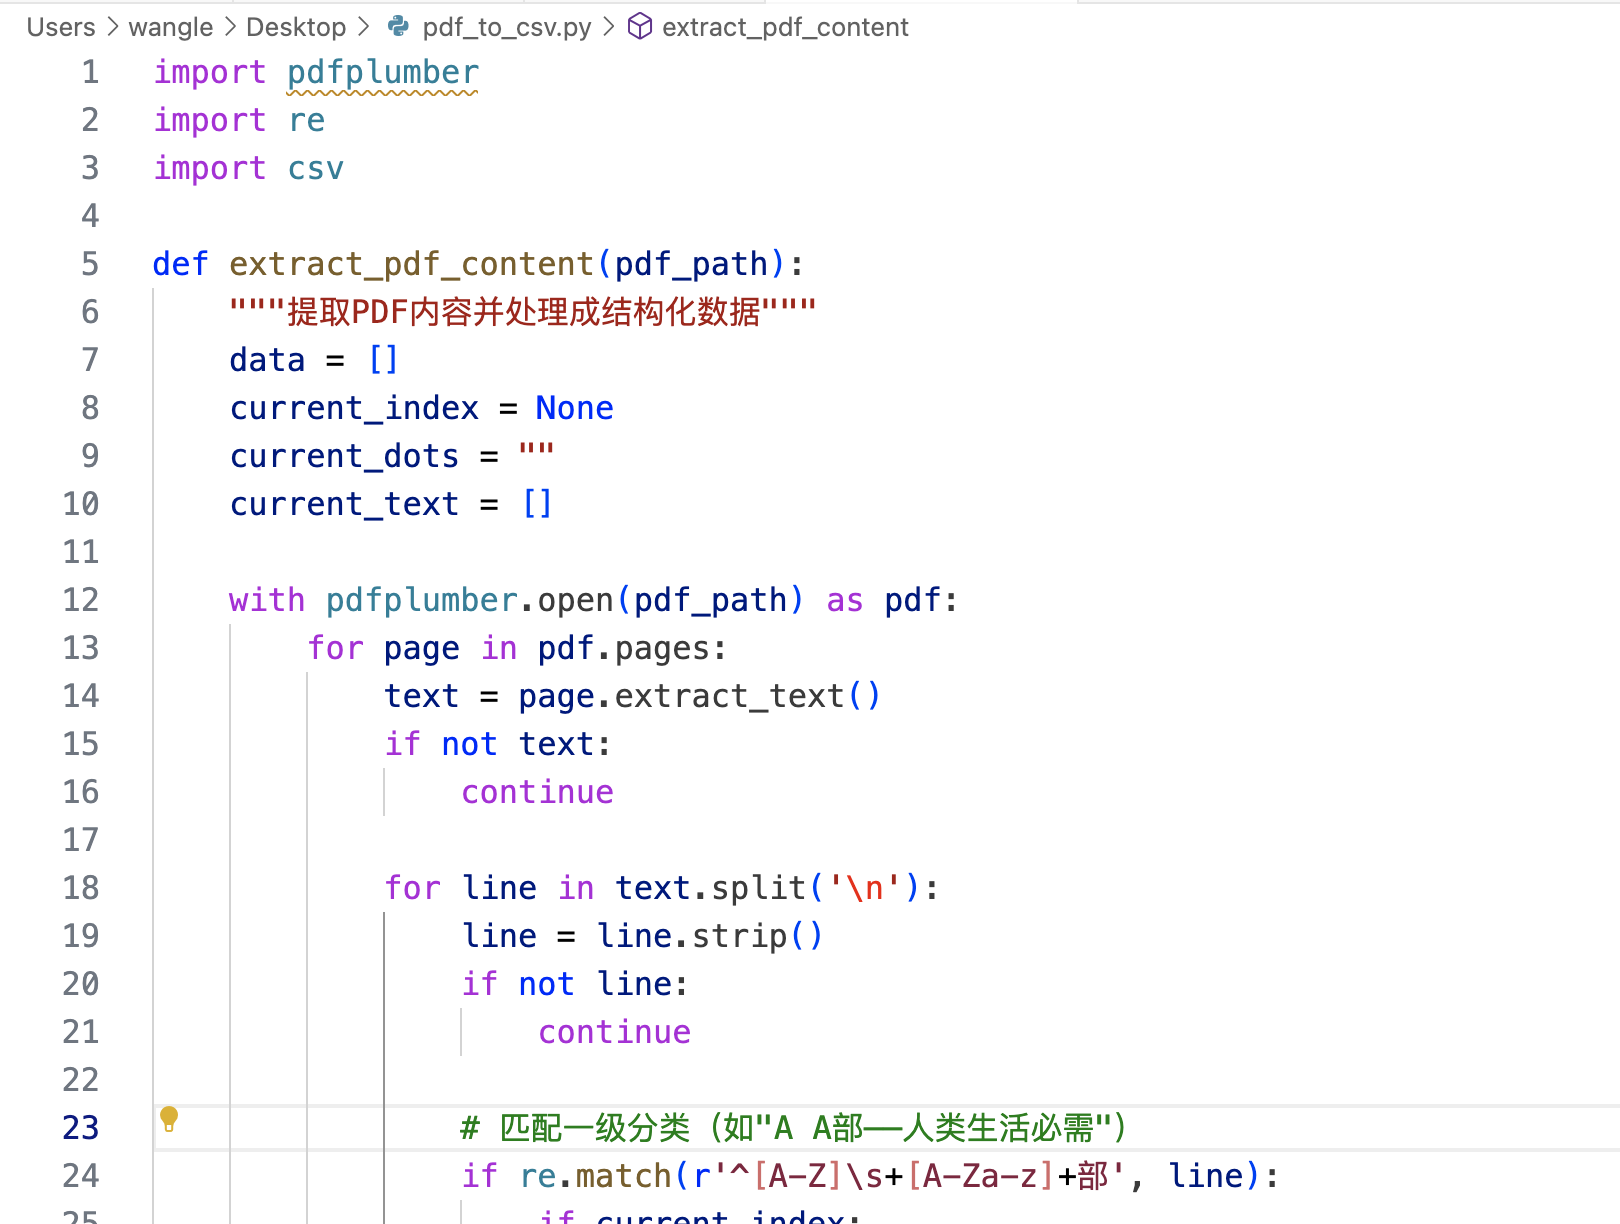 Users > wangle > Desktop > pdf_to_csv.py > extract_pdf_content
1 import pdfplumber
2 import re
3 import csv
4
5 def extract_pdf_content(pdf_path):
6     """提取PDF内容并处理成结构化数据"""
7     data = []
8     current_index = None
9     current_dots = ""
10     current_text = []
11
12     with pdfplumber.open(pdf_path) as pdf:
13         for page in pdf.pages:
14             text = page.extract_text()
15             if not text:
16                 continue
17
18             for line in text.split('\n'):
19                 line = line.strip()
20                 if not line:
21                     continue
22
23                 # 匹配一级分类（如"A A部——人类生活必需"）
24                 if re.match(r'^[A-Z]\s+[A-Za-z]+部', line):
25                     if current_index: